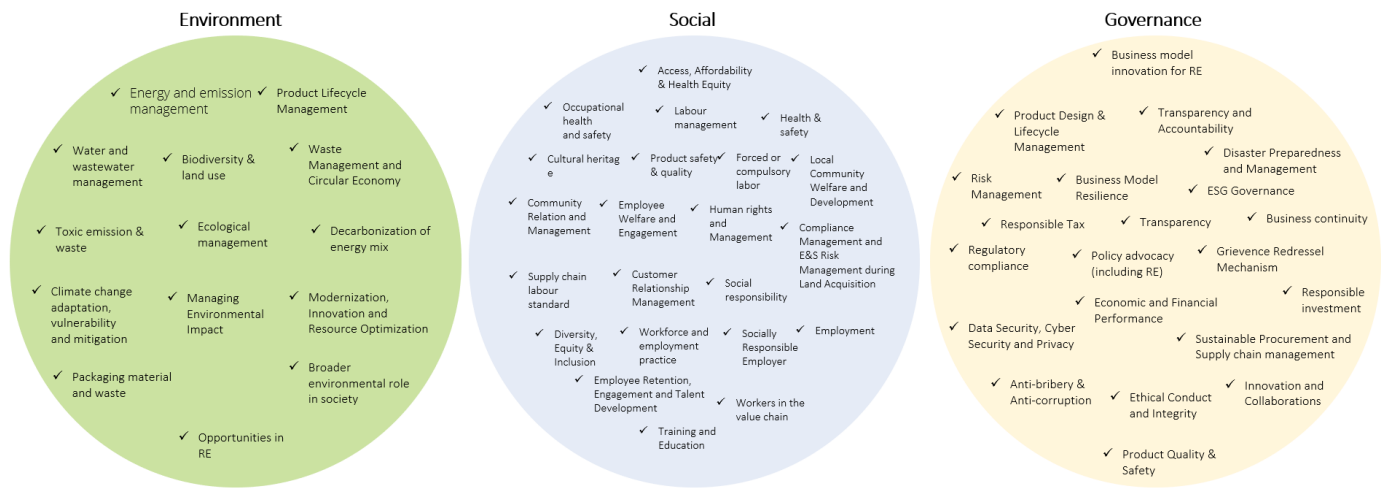 Environment
Energy and emission
management
Product Lifecycle
Management
Water and
wastewater
management
Biodiversity &
land use
Waste
Management and
Circular Economy
Toxic emission &
waste
Ecological
management
Decarbonization of
energy mix
Climate change
adaptation,
vulnerability
and mitigation
Managing
Environmental
Impact
Modernization,
Innovation and
Resource Optimization
Packaging material
and waste
Broader
environmental role
in society
Opportunities in
RE
Social
Access, Affordability
& Health Equity
Occupational
health
and safety
Labour
management
Health &
safety
Cultural heritag
e
Product safety
& quality
Forced or
compulsory
labor
Local
Community
Welfare and
Development
Community
Relation and
Management
Employee
Welfare and
Engagement
Human rights
and
Management
Compliance
Management and
E&S Risk
Management during
Land Acquisition
Supply chain
labour
standard
Customer
Relationship
Management
Social
responsibility
Diversity,
Equity &
Inclusion
Workforce and
employment
practice
Socially
Responsible
Employer
Employment
Employee Retention,
Engagement and Talent
Development
Workers in the
value chain
Training and
Education
Governance
Business model
innovation for RE
Product Design &
Lifecycle
Management
Transparency and
Accountability
Disaster Preparedness
and Management
Risk
Management
Business Model
Resilience
ESG Governance
Responsible Tax
Transparency
Business continuity
Regulatory
compliance
Policy advocacy
(including RE)
Grievence Redressel
Mechanism
Economic and Financial
Performance
Responsible
investment
Data Security, Cyber
Security and Privacy
Sustainable Procurement and
Supply chain management
Anti-bribery &
Anti-corruption
Ethical Conduct
and Integrity
Innovation and
Collaborations
Product Quality &
Safety